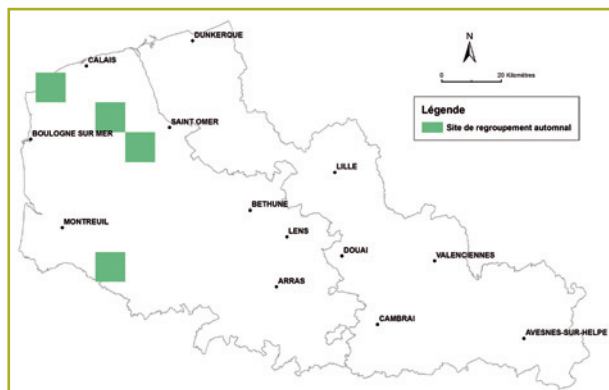 DUNKERQUE
N
CALAIS
0 20 Kilomètres
Légende
Site de regroupement automnal
SAINT OMER
BOULOGNE SUR MER
LILLE
BETHUNE
MONTREUIL
LENS
DOUAI
VALENCIENNES
ARRAS
CAMBRAI
AVESNES-SUR-HELPE